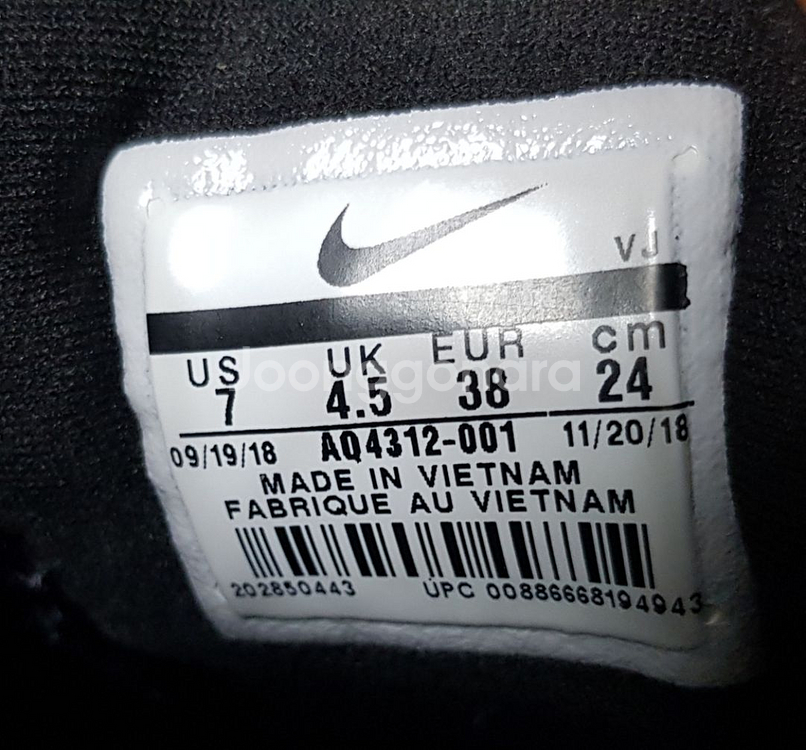 VJ
US UK EUR cm
7 4.5 38 24
09/19/18 AQ4312-001 11/20/18
MADE IN VIETNAM
FABRIQUE AU VIETNAM
202850443 UPC 00886668194943
Joonggonara